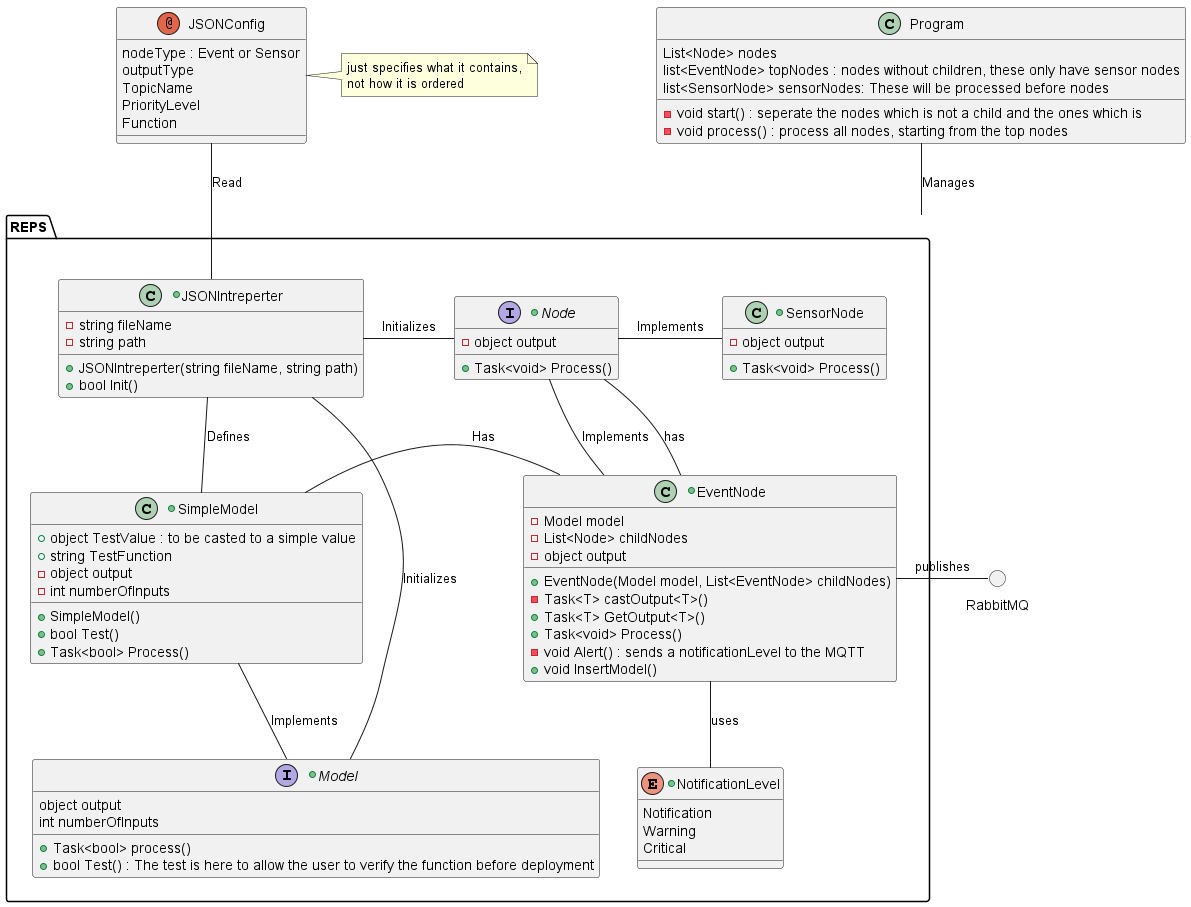 @ JSONConfig
nodeType : Event or Sensor
outputType
TopicName
PriorityLevel
Function
just specifies what it contains,
not how it is ordered
C Program
List<Node> nodes
list<EventNode> topNodes : nodes without children, these only have sensor nodes
list<SensorNode> sensorNodes: These will be processed before nodes
void start() : seperate the nodes which is not a child and the ones which is
void process() : process all nodes, starting from the top nodes
Read
Manages
REPS
C JSONIntreperter
string fileName
string path
JSONIntreperter(string fileName, string path)
bool Init()
Initializes
I Node
object output
Task<void> Process()
Implements
C SensorNode
object output
Task<void> Process()
Defines
Has
Implements
has
C SimpleModel
object TestValue : to be casted to a simple value
string TestFunction
object output
int numberOfInputs
SimpleModel()
bool Test()
Task<bool> Process()
Initializes
C EventNode
Model model
List<Node> childNodes
object output
EventNode(Model model, List<EventNode> childNodes)
Task<T> castOutput<T>()
Task<T> GetOutput<T>()
Task<void> Process()
void Alert() : sends a notificationLevel to the MQTT
void InsertModel()
publishes
RabbitMQ
Implements
uses
I Model
object output
int numberOfInputs
Task<bool> process()
bool Test() : The test is here to allow the user to verify the function before deployment
E NotificationLevel
Notification
Warning
Critical